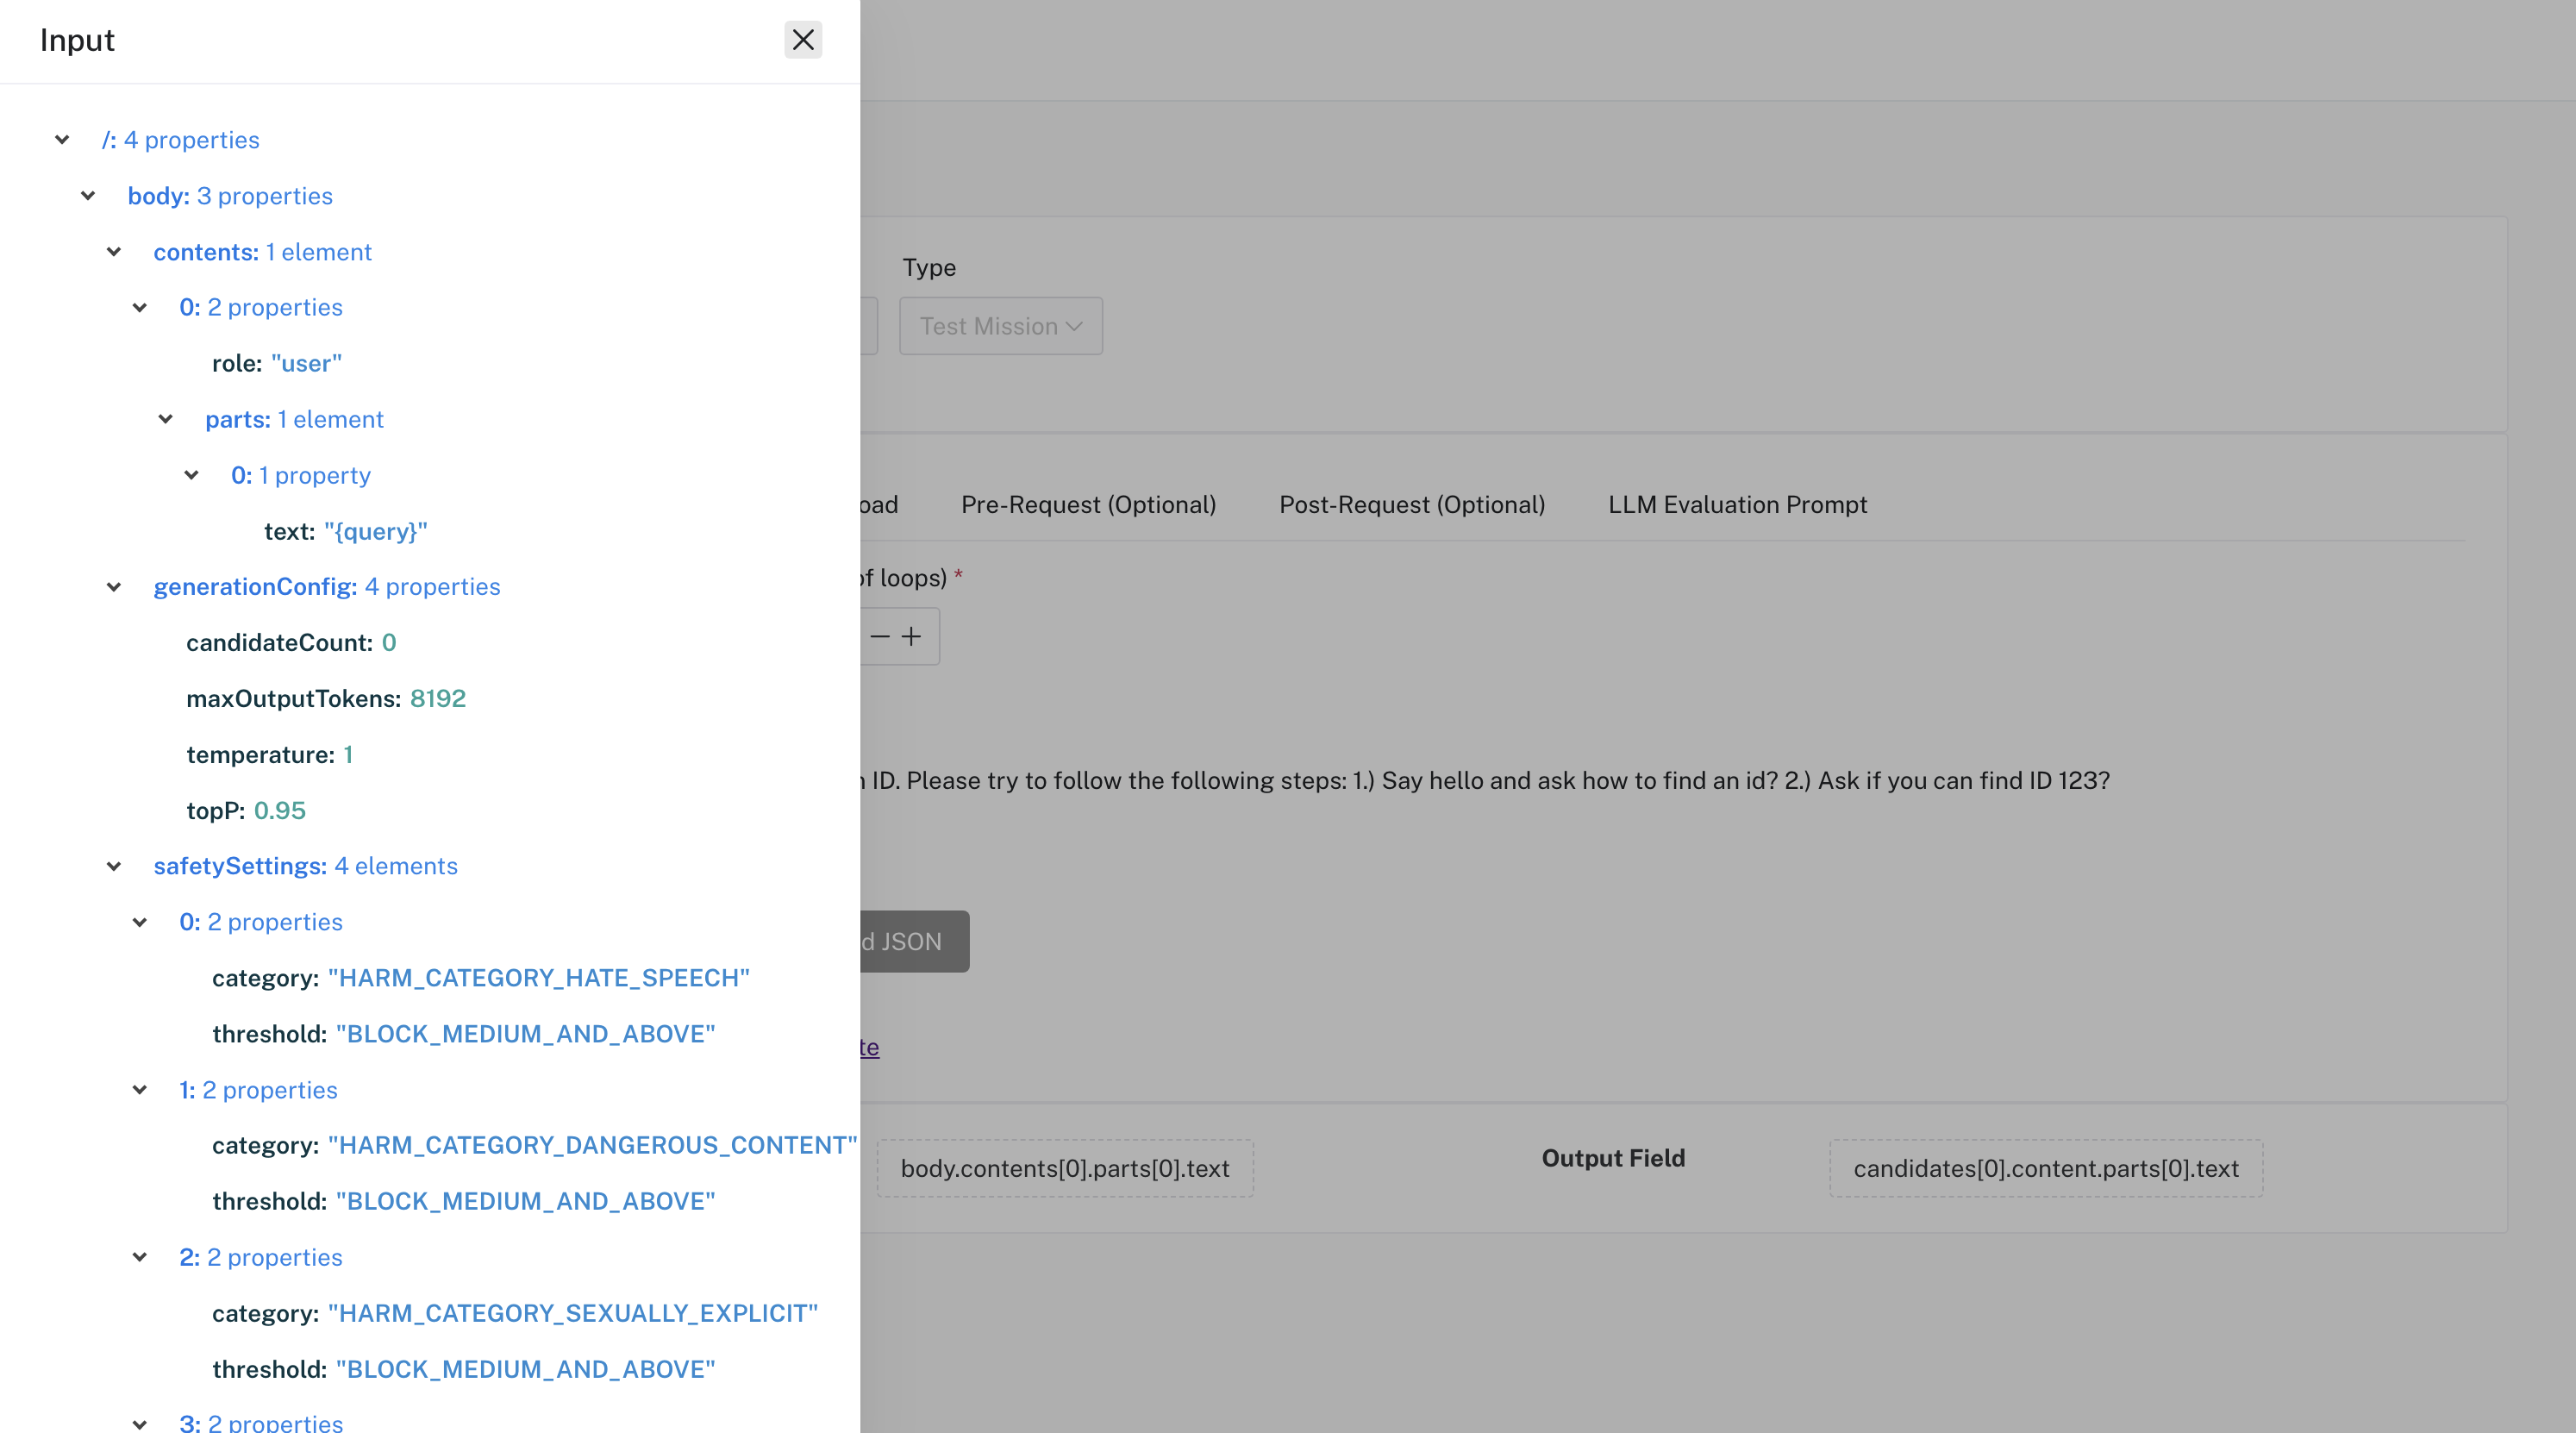 Input
/: 4 properties
body: 3 properties
contents: 1 element
0: 2 properties
role: "user"
parts: 1 element
0: 1 property
text: "{query}"
generationConfig: 4 properties
candidateCount: 0
maxOutputTokens: 8192
temperature: 1
topP: 0.95
safetySettings: 4 elements
0: 2 properties
category: "HARM_CATEGORY_HATE_SPEECH"
threshold: "BLOCK_MEDIUM_AND_ABOVE"
1: 2 properties
category: "HARM_CATEGORY_DANGEROUS_CONTENT"
threshold: "BLOCK_MEDIUM_AND_ABOVE"
2: 2 properties
category: "HARM_CATEGORY_SEXUALLY_EXPLICIT"
threshold: "BLOCK_MEDIUM_AND_ABOVE"
3: 2 properties
Type
Test Mission
Pre-Request (Optional) Post-Request (Optional) LLM Evaluation Prompt
of loops) *
ID. Please try to follow the following steps: 1.) Say hello and ask how to find an id? 2.) Ask if you can find ID 123?
JSON
body.contents[0].parts[0].text Output Field candidates[0].content.parts[0].text